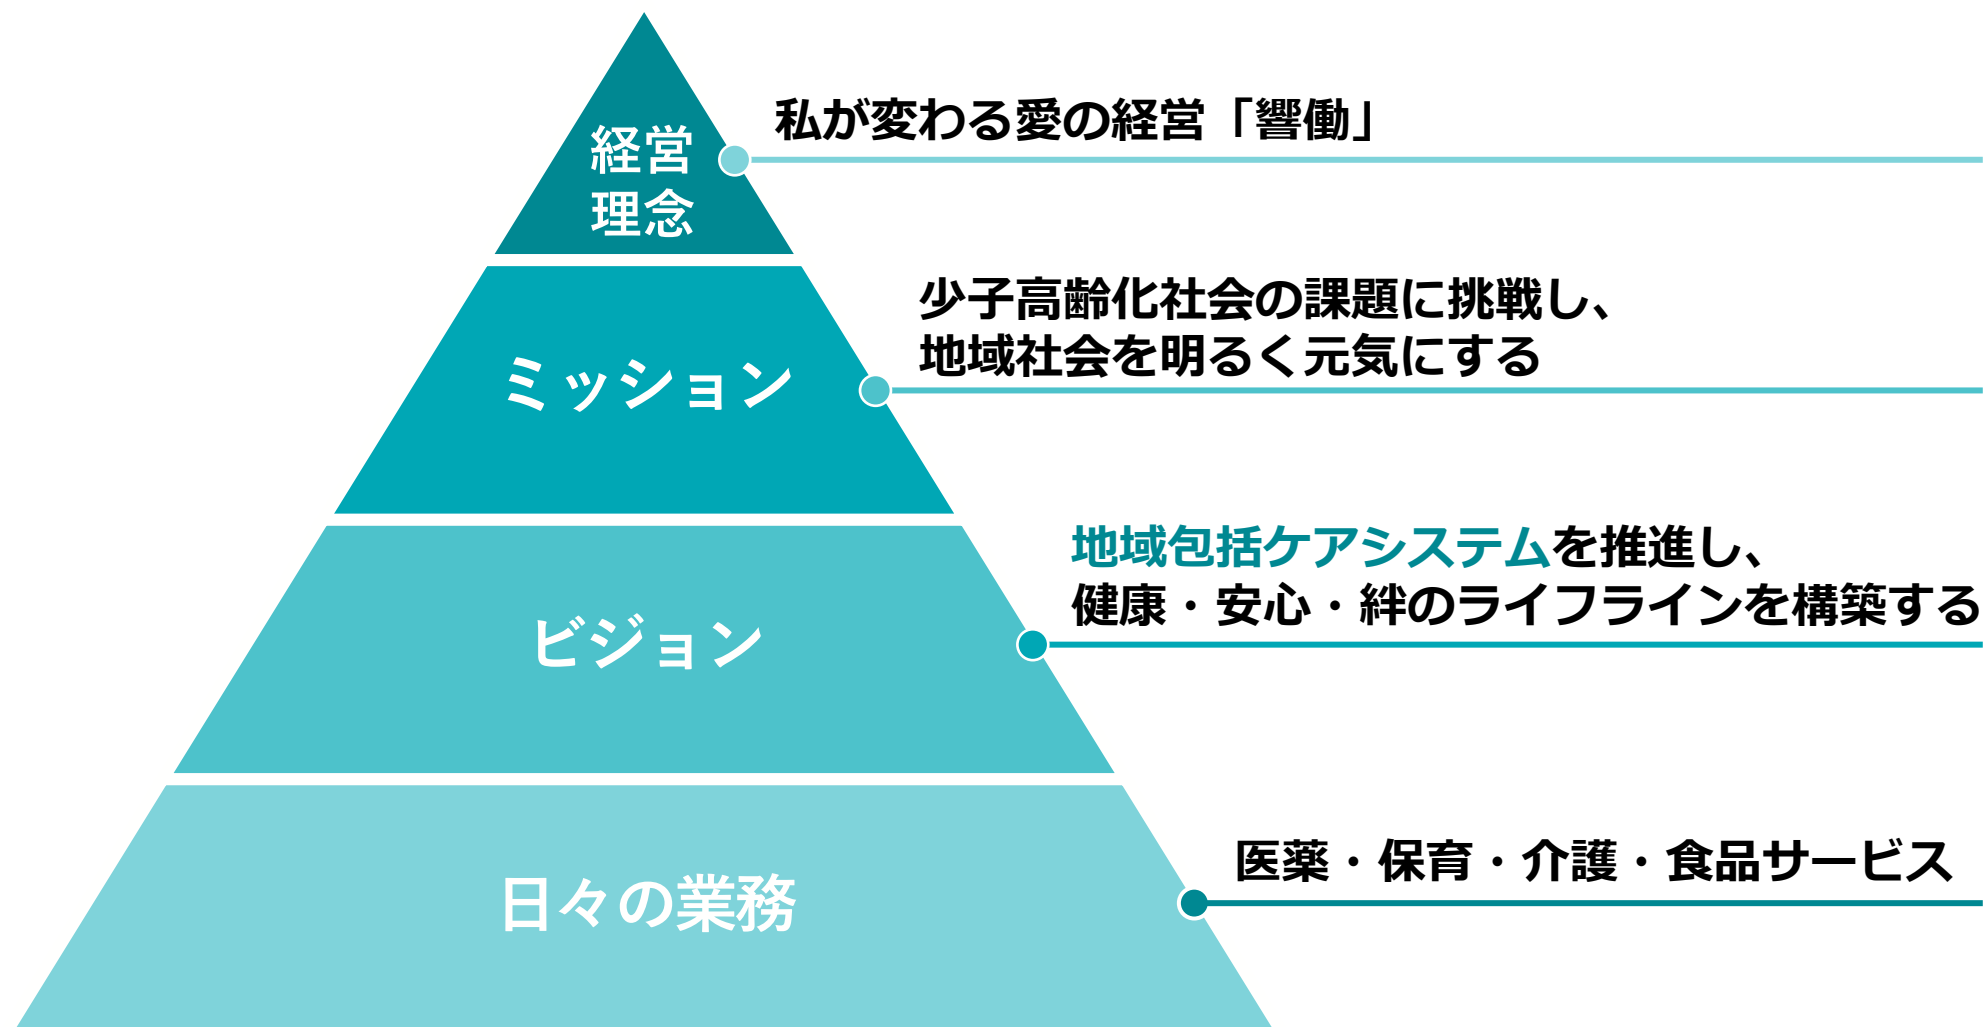 経営
理念
私が変わる愛の経営「響働」
ミッション
少子高齢化社会の課題に挑戦し、
地域社会を明るく元気にする
ビジョン
地域包括ケアシステムを推進し、
健康・安心・絆のライフラインを構築する
日々の業務
医薬・保育・介護・食品サービス